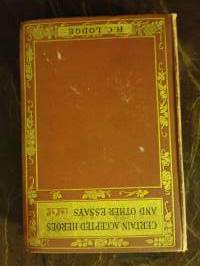 CERTAIN ACCEPTED HEROES
AND OTHER ESSAYS
H·C·LODGE